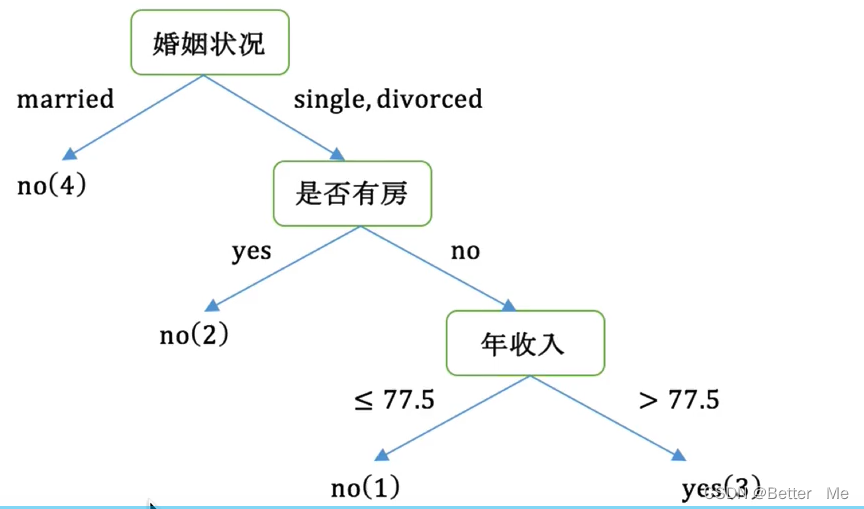 婚姻状况
married
single, divorced
no(4)
是否有房
yes
no
no(2)
年收入
≤ 77.5
> 77.5
no(1)
yes(3)
CSDN @Better Me